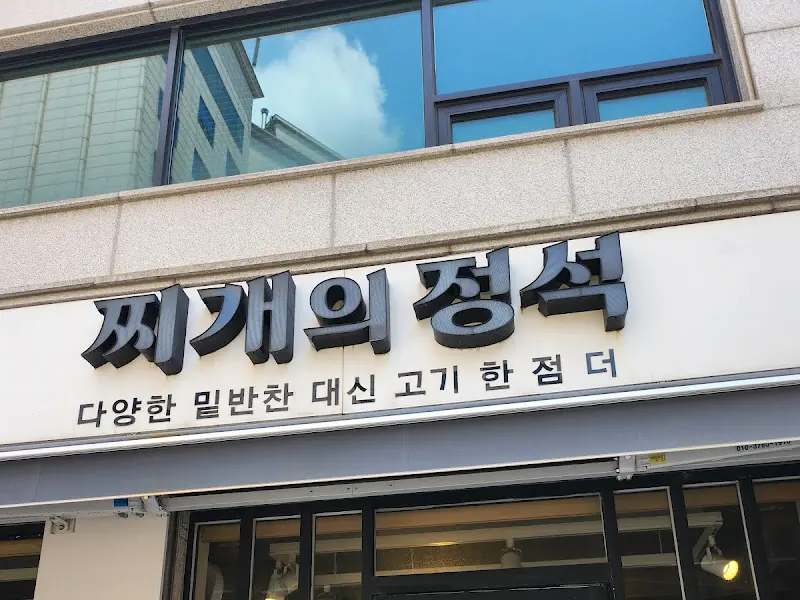 찌개의 정석
다양한 밑반찬 대신 고기 한 점 더